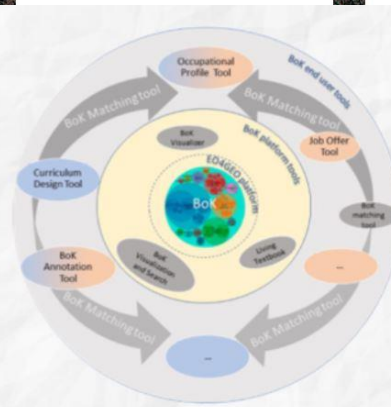 Occupational
Profile Tool
BoK end user tools
BoK Matching tool
BoK Matching tool
BoK
Visualizer
BoK platform tools
Job Offer
Tool
EO4GEO platform
Curriculum
Design Tool
BoK
BoK
matching
tool
BoK
Annotation
Tool
BoK
Visualization
and Search
Living
Textbook
...
BoK Matching tool
BoK Matching tool
...